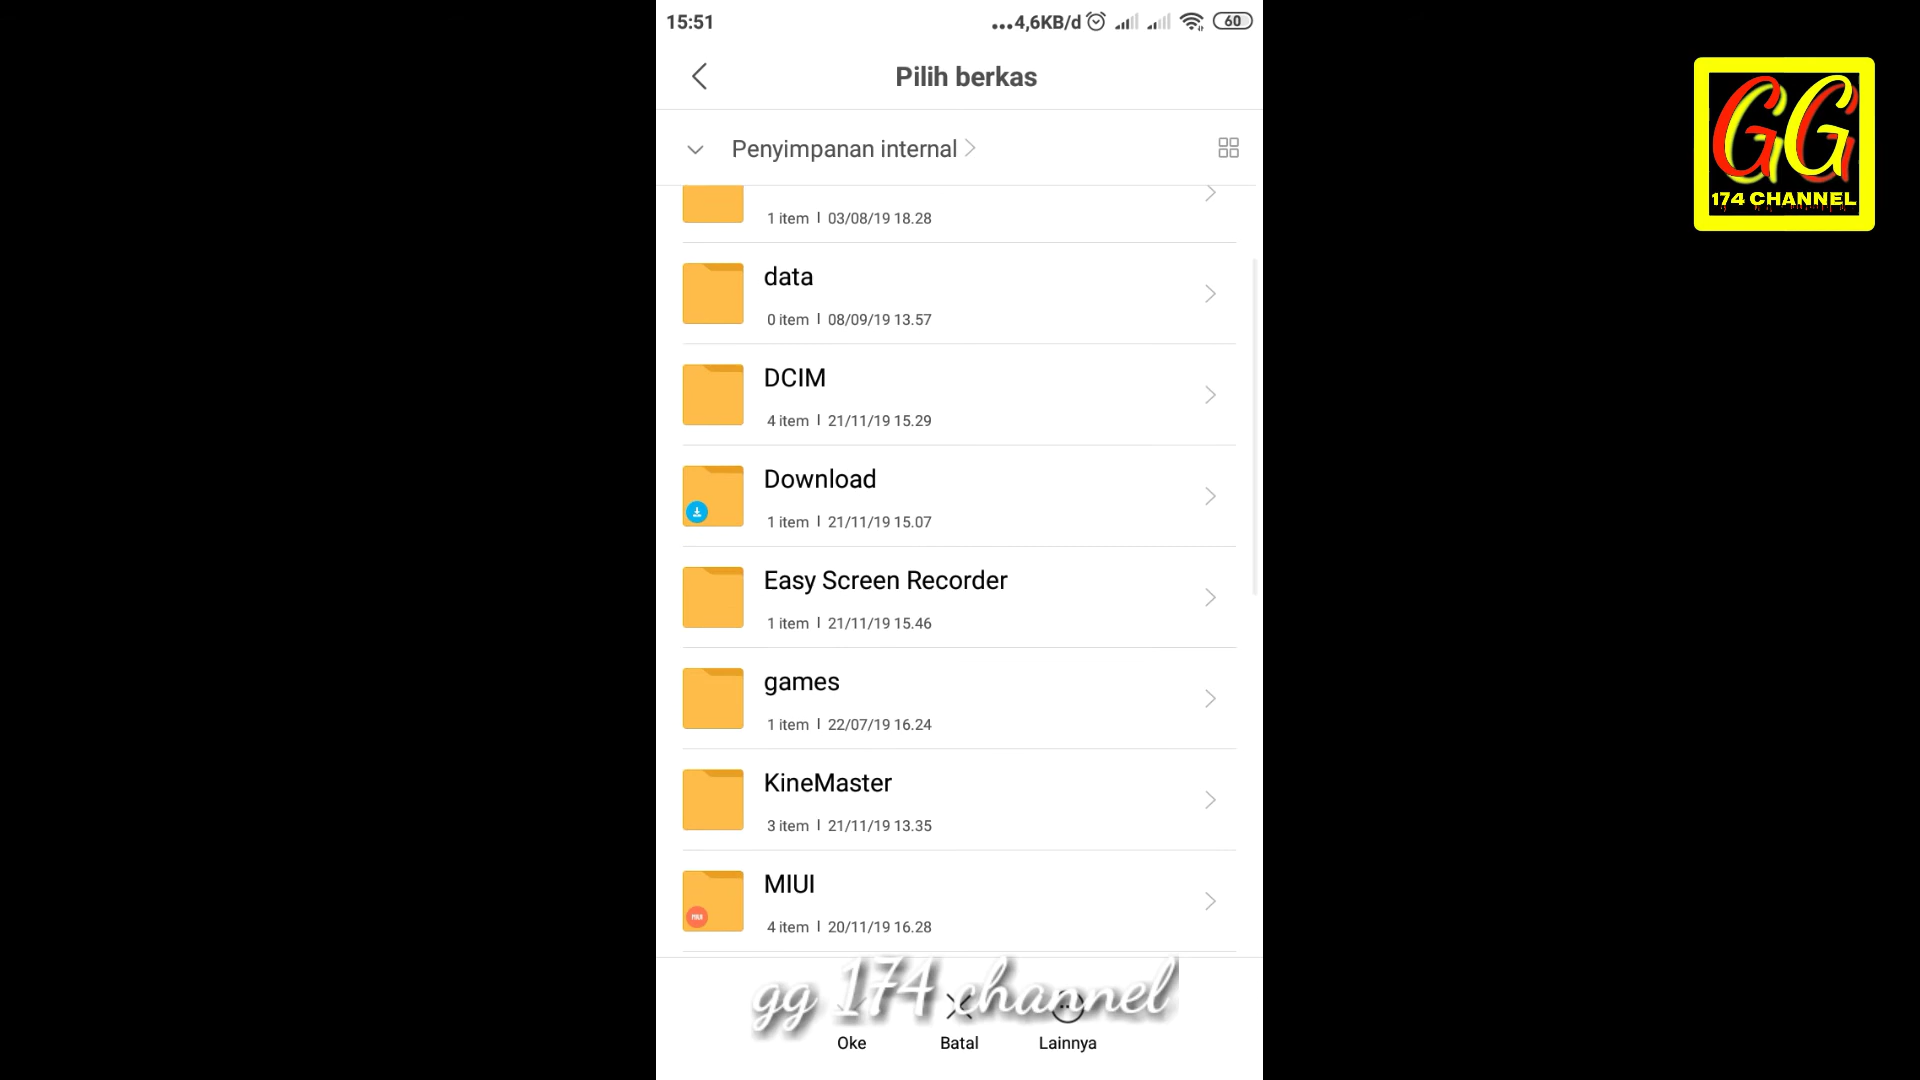 15:51
...4,6KB/d
60
Pilih berkas
Penyimpanan internal
1 item | 03/08/19 18.28
data
0 item | 08/09/19 13.57
DCIM
4 item | 21/11/19 15.29
Download
1 item | 21/11/19 15.07
Easy Screen Recorder
1 item | 21/11/19 15.46
games
1 item | 22/07/19 16.24
KineMaster
3 item | 21/11/19 13.35
MIUI
4 item | 20/11/19 16.28
gg 174 channel
Oke
Batal
Lainnya
GG
174 CHANNEL